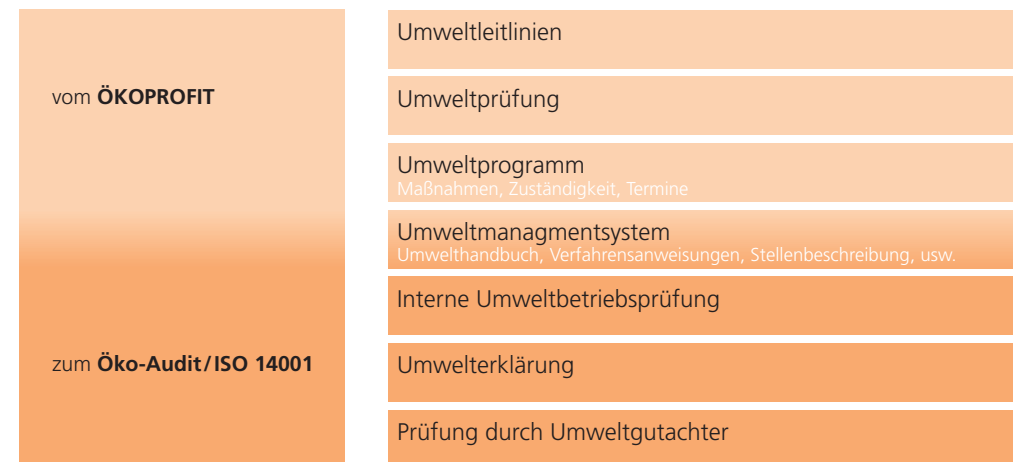 vom ÖKOPROFIT
zum Öko-Audit/ISO 14001
Umweltleitlinien
Umweltprüfung
Umweltprogramm
Maßnahmen, Zuständigkeit, Termine
Umweltmanagmentsystem
Umwelthandbuch, Verfahrensanweisungen, Stellenbeschreibung, usw.
Interne Umweltbetriebsprüfung
Umwelterklärung
Prüfung durch Umweltgutachter